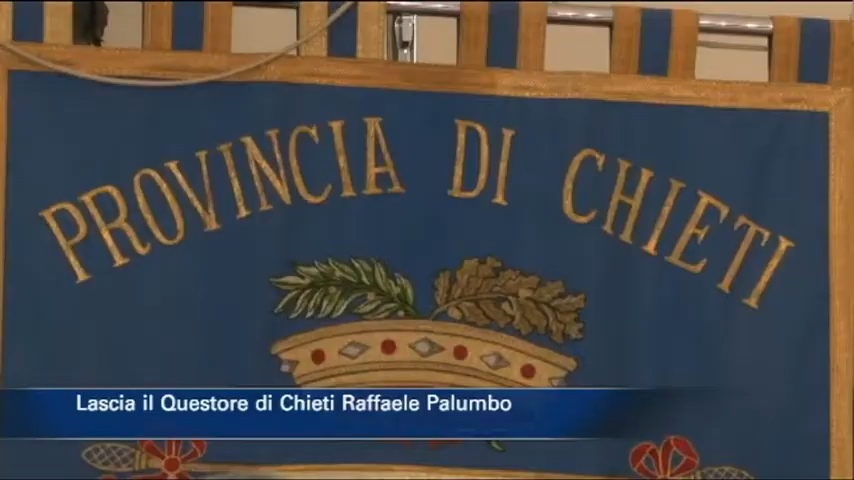 PROVINCIA DI CHIETI
Lascia il Questore di Chieti Raffaele Palumbo